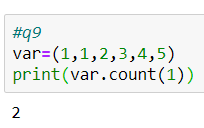 #q9
var=(1,1,2,3,4,5)
print(var.count(1))
2